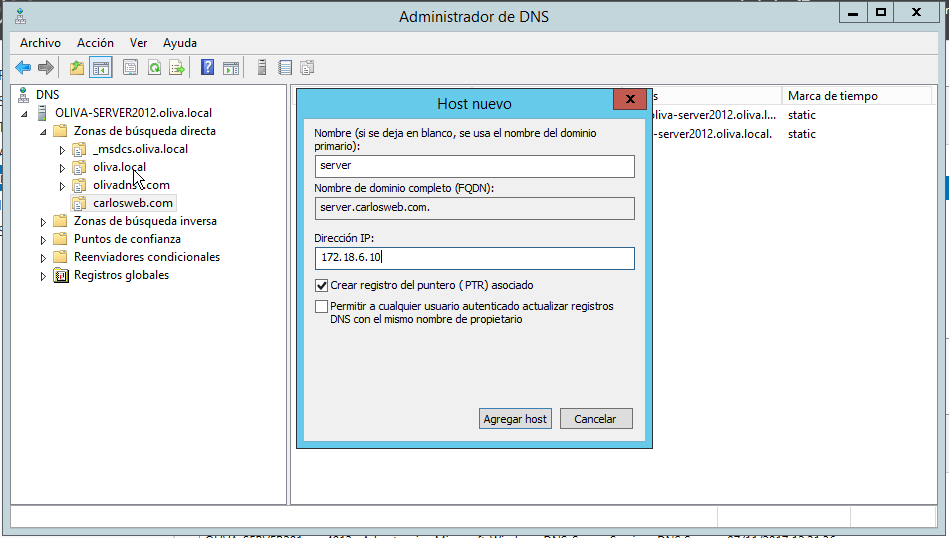 Administrador de DNS
Archivo Acción Ver Ayuda
DNS
OLIVA-SERVER2012.oliva.local
Zonas de búsqueda directa
_msdcs.oliva.local
oliva.local
olivadns.com
carlosweb.com
Zonas de búsqueda inversa
Puntos de confianza
Reenviadores condicionales
Registros globales
Marca de tiempo
oliva-server2012.oliva.l... static
-server2012.oliva.local. static
Host nuevo
Nombre (si se deja en blanco, se usa el nombre del dominio
primario):
server
Nombre de dominio completo (FQDN):
server.carlosweb.com.
Dirección IP:
172.18.6.10
Crear registro del puntero (PTR) asociado
Permitir a cualquier usuario autenticado actualizar registros
DNS con el mismo nombre de propietario
Agregar host Cancelar